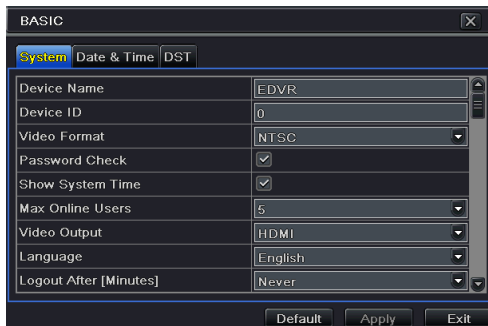 BASIC
System Date & Time DST
Device Name EDVR
Device ID 0
Video Format NTSC
Password Check
Show System Time
Max Online Users 5
Video Output HDMI
Language English
Logout After [Minutes] Never
Default Apply Exit